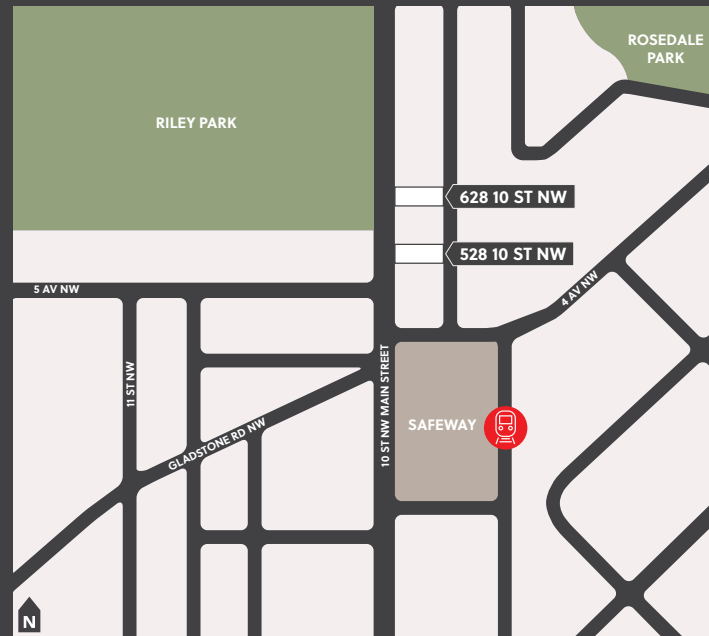 ROSEDALE
PARK
RILEY PARK
628 10 ST NW
528 10 ST NW
5 AV NW
4 AV NW
11 ST NW
10 ST NW MAIN STREET
SAFEWAY
GLADSTONE RD NW
N